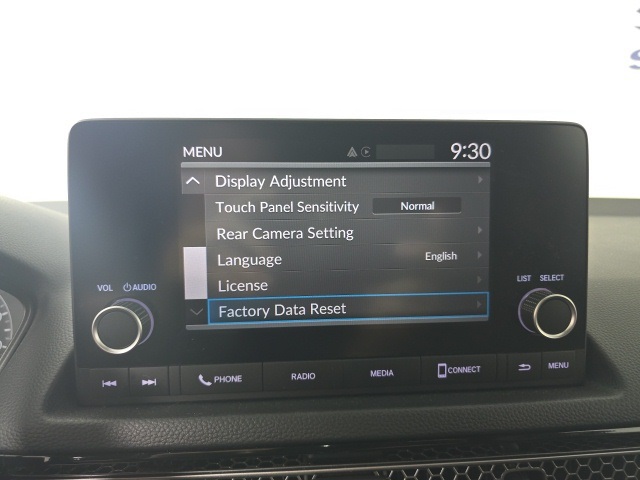 MENU 9:30
Display Adjustment
Touch Panel Sensitivity Normal
Rear Camera Setting
Language English
License
Factory Data Reset
VOL AUDIO
LIST SELECT
PHONE RADIO MEDIA CONNECT MENU